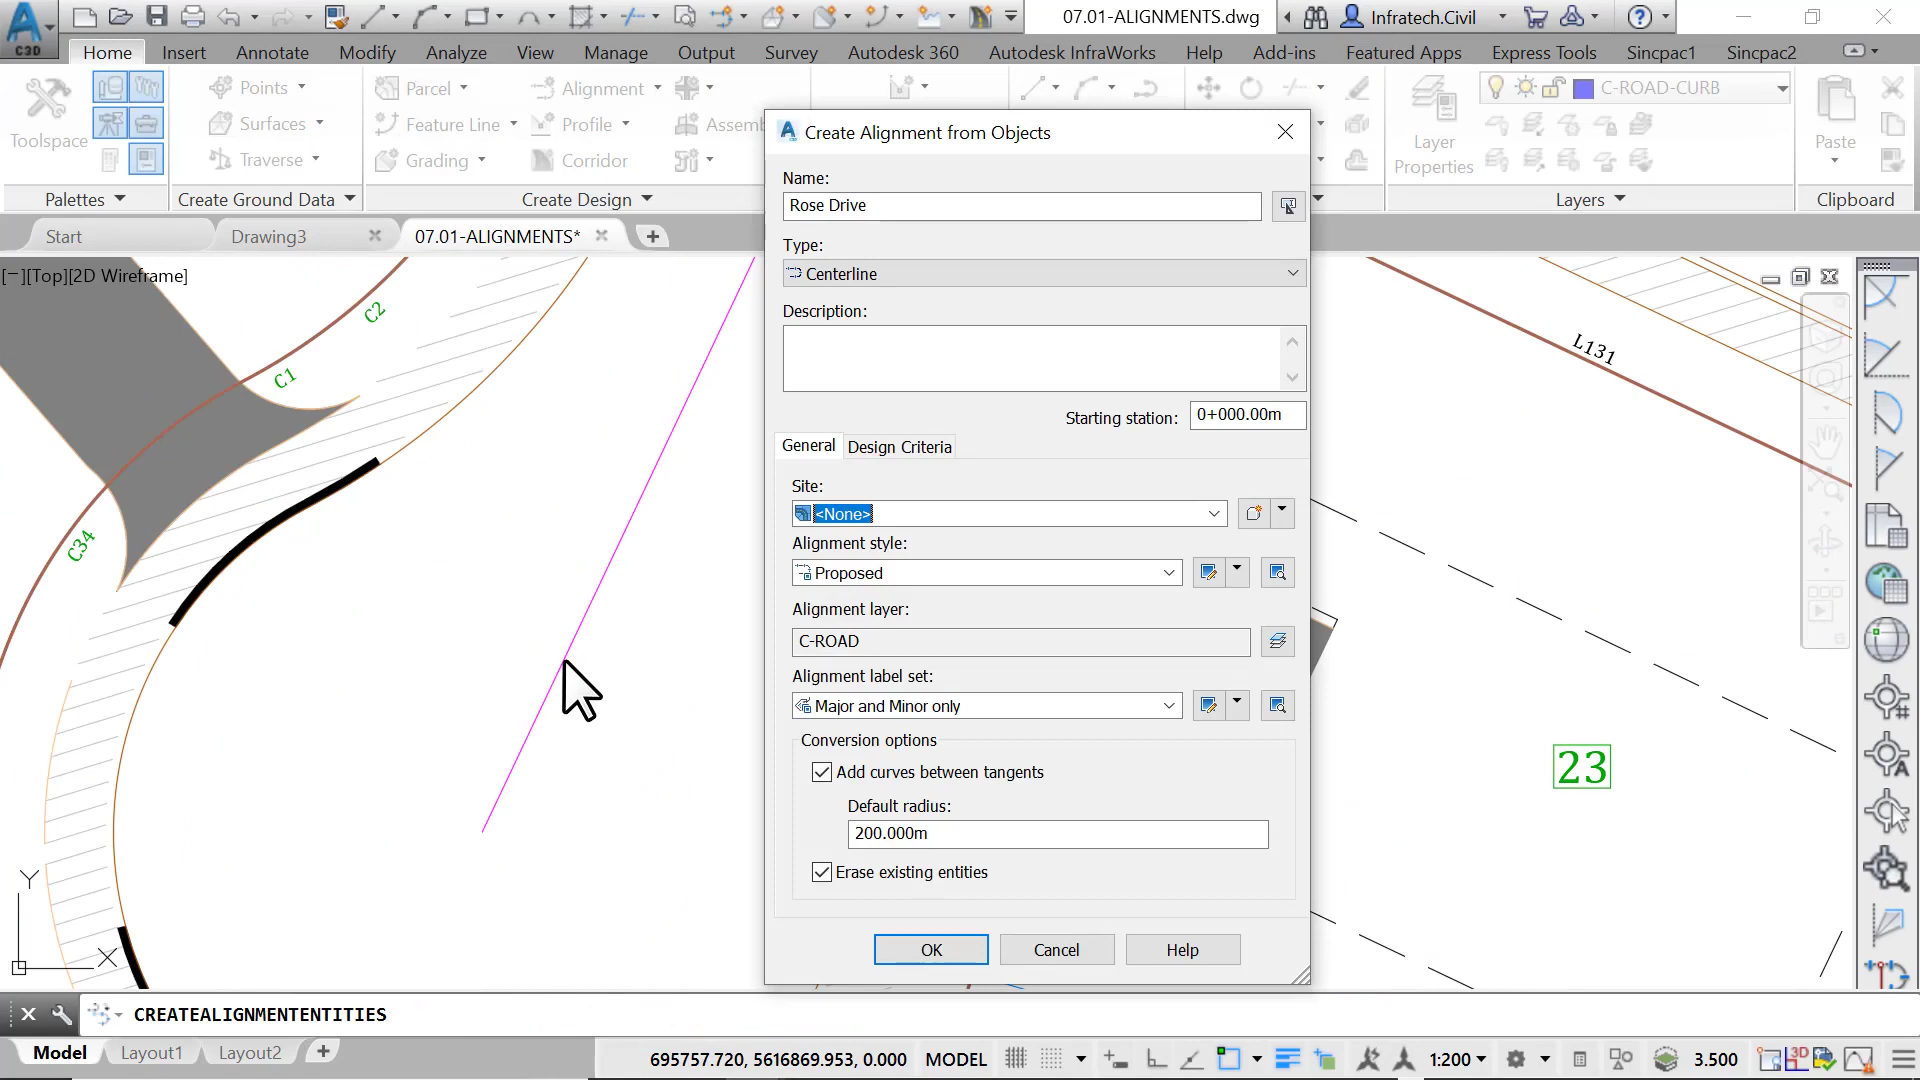 07.01-ALIGNMENTS.dwg
Infratech.Civil
C3D
Home Insert Annotate Modify Analyze View Manage Output Survey Autodesk 360 Autodesk InfraWorks Help Add-ins Featured Apps Express Tools Sincpac1 Sincpac2
Toolspace
Points
Surfaces
Traverse
Parcel
Feature Line
Grading
Alignment
Profile
Corridor
Assemb
Layer
Properties
C-ROAD-CURB
Paste
Palettes
Create Ground Data
Create Design
Layers
Clipboard
Start
Drawing3
07.01-ALIGNMENTS*
[−][Top][2D Wireframe]
C2
C1
C34
L131
23
Y
X
Create Alignment from Objects
Name:
Rose Drive
Type:
Centerline
Description:
Starting station:
0+000.00m
General
Design Criteria
Site:
<None>
Alignment style:
Proposed
Alignment layer:
C-ROAD
Alignment label set:
Major and Minor only
Conversion options
Add curves between tangents
Default radius:
200.000m
Erase existing entities
OK
Cancel
Help
CREATEALIGNMENTENTITIES
Model
Layout1
Layout2
695757.720, 5616869.953, 0.000
MODEL
1:200
3.500
3D